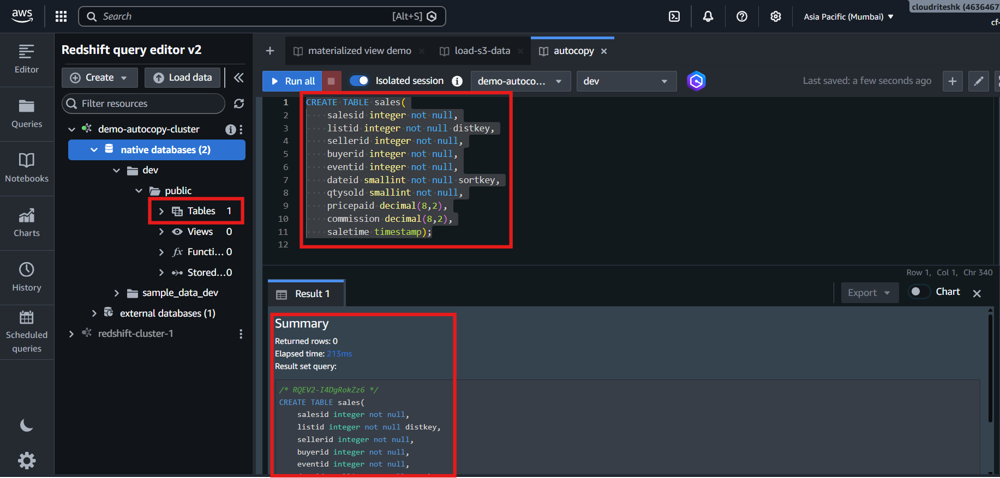 aws
Search [Alt+S]
Asia Pacific (Mumbai)
cloudriteshk (4636467
cf-
Editor
Queries
Notebooks
Charts
History
Scheduled
queries
Redshift query editor v2
Create
Load data
Filter resources
demo-autocopy-cluster
native databases (2)
dev
public
Tables 1
Views 0
fx Functi... 0
Stored... 0
sample_data_dev
external databases (1)
redshift-cluster-1
materialized view demo
load-s3-data
autocopy
Run all
Isolated session
demo-autoco...
dev
Last saved: a few seconds ago
1 CREATE TABLE sales(
2 salesid integer not null,
3 listid integer not null distkey,
4 sellerid integer not null,
5 buyerid integer not null,
6 eventid integer not null,
7 dateid smallint not null sortkey,
8 qtysold smallint not null,
9 pricepaid decimal(8,2),
10 commission decimal(8,2),
11 saletime timestamp);
12
Row 1, Col 1, Chr 340
Result 1
Export
Chart
Summary
Returned rows: 0
Elapsed time: 213ms
Result set query:
/* RQEV2-I4DgRokZz6 */
CREATE TABLE sales(
salesid integer not null,
listid integer not null distkey,
sellerid integer not null,
buyerid integer not null,
eventid integer not null,